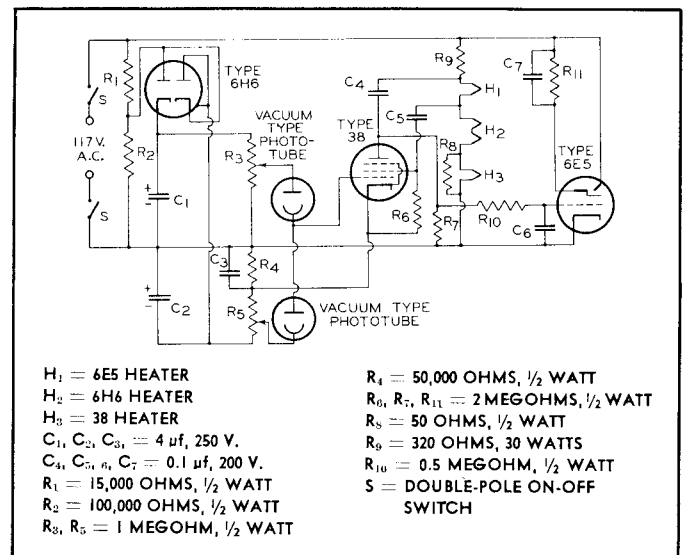 R1
S
117 V.
A.C.
S
R2
TYPE
6H6
VACUUM
TYPE
PHOTO-
TUBE
C4
TYPE
38
R9
H1
C5
H2
R8
H3
C7
R11
TYPE
6E5
R3
C1
R6
R7
R10
C6
C3
R4
C2
R5
VACUUM TYPE
PHOTOTUBE
H₁ = 6E5 HEATER
H₂ = 6H6 HEATER
H₃ = 38 HEATER
C₁, C₂, C₃, = 4 µf, 250 V.
C₄, C₅, ₆, C₇ = 0.1 µf, 200 V.
R₁ = 15,000 OHMS, ½ WATT
R₂ = 100,000 OHMS, ½ WATT
R₃, R₅ = 1 MEGOHM, ½ WATT
R₄ = 50,000 OHMS, ½ WATT
R₆, R₇, R₁₁ = 2 MEGOHMS, ½ WATT
R₈ = 50 OHMS, ½ WATT
R₉ = 320 OHMS, 30 WATTS
R₁₀ = 0.5 MEGOHM, ½ WATT
S = DOUBLE-POLE ON-OFF
SWITCH